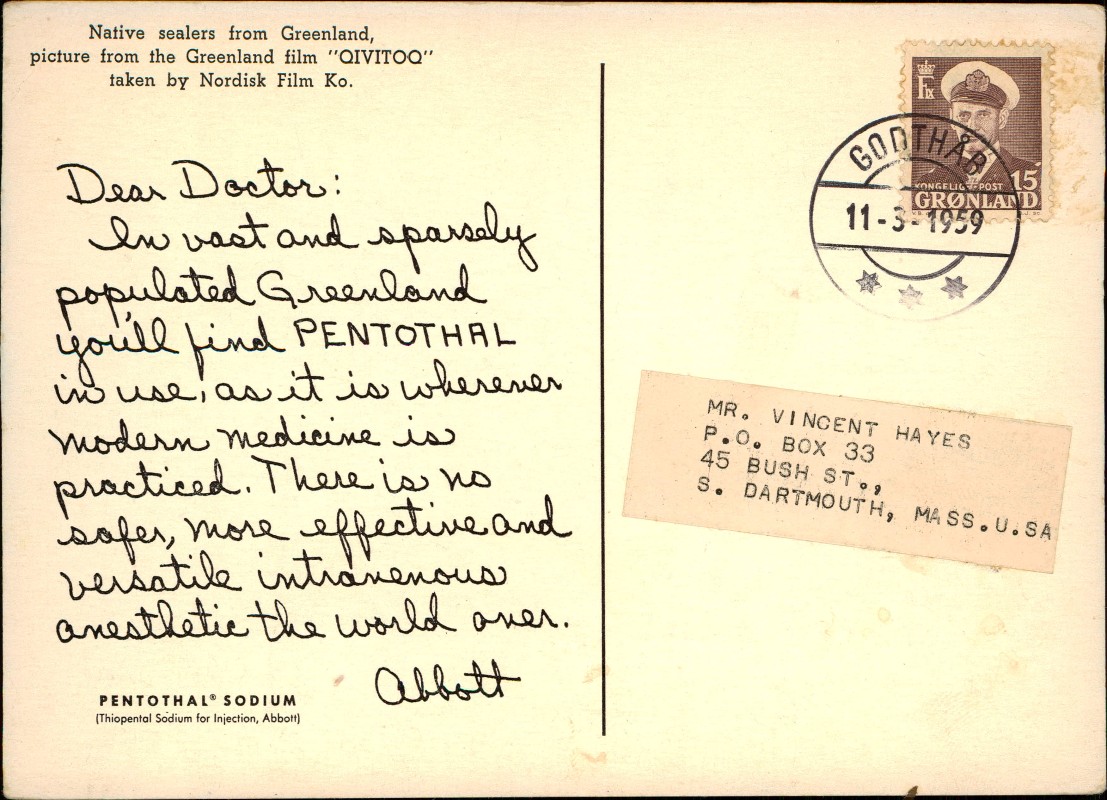 Native sealers from Greenland,
picture from the Greenland film "QIVITOQ"
taken by Nordisk Film Ko.
Dear Doctor:
In vast and sparsely
populated Greenland
you'll find PENTOTHAL
in use, as it is wherever
modern medicine is
practiced. There is no
safer, more effective and
versatile intravenous
anesthetic the world over.
Abbott
PENTOTHAL® SODIUM
(Thiopental Sodium for Injection, Abbott)
F IX
KONGELIG POST 15
GRØNLAND
GODTHÅB
11-3-1959
MR. VINCENT HAYES
P.O. BOX 33
45 BUSH ST.,
S. DARTMOUTH, MASS.U.SA